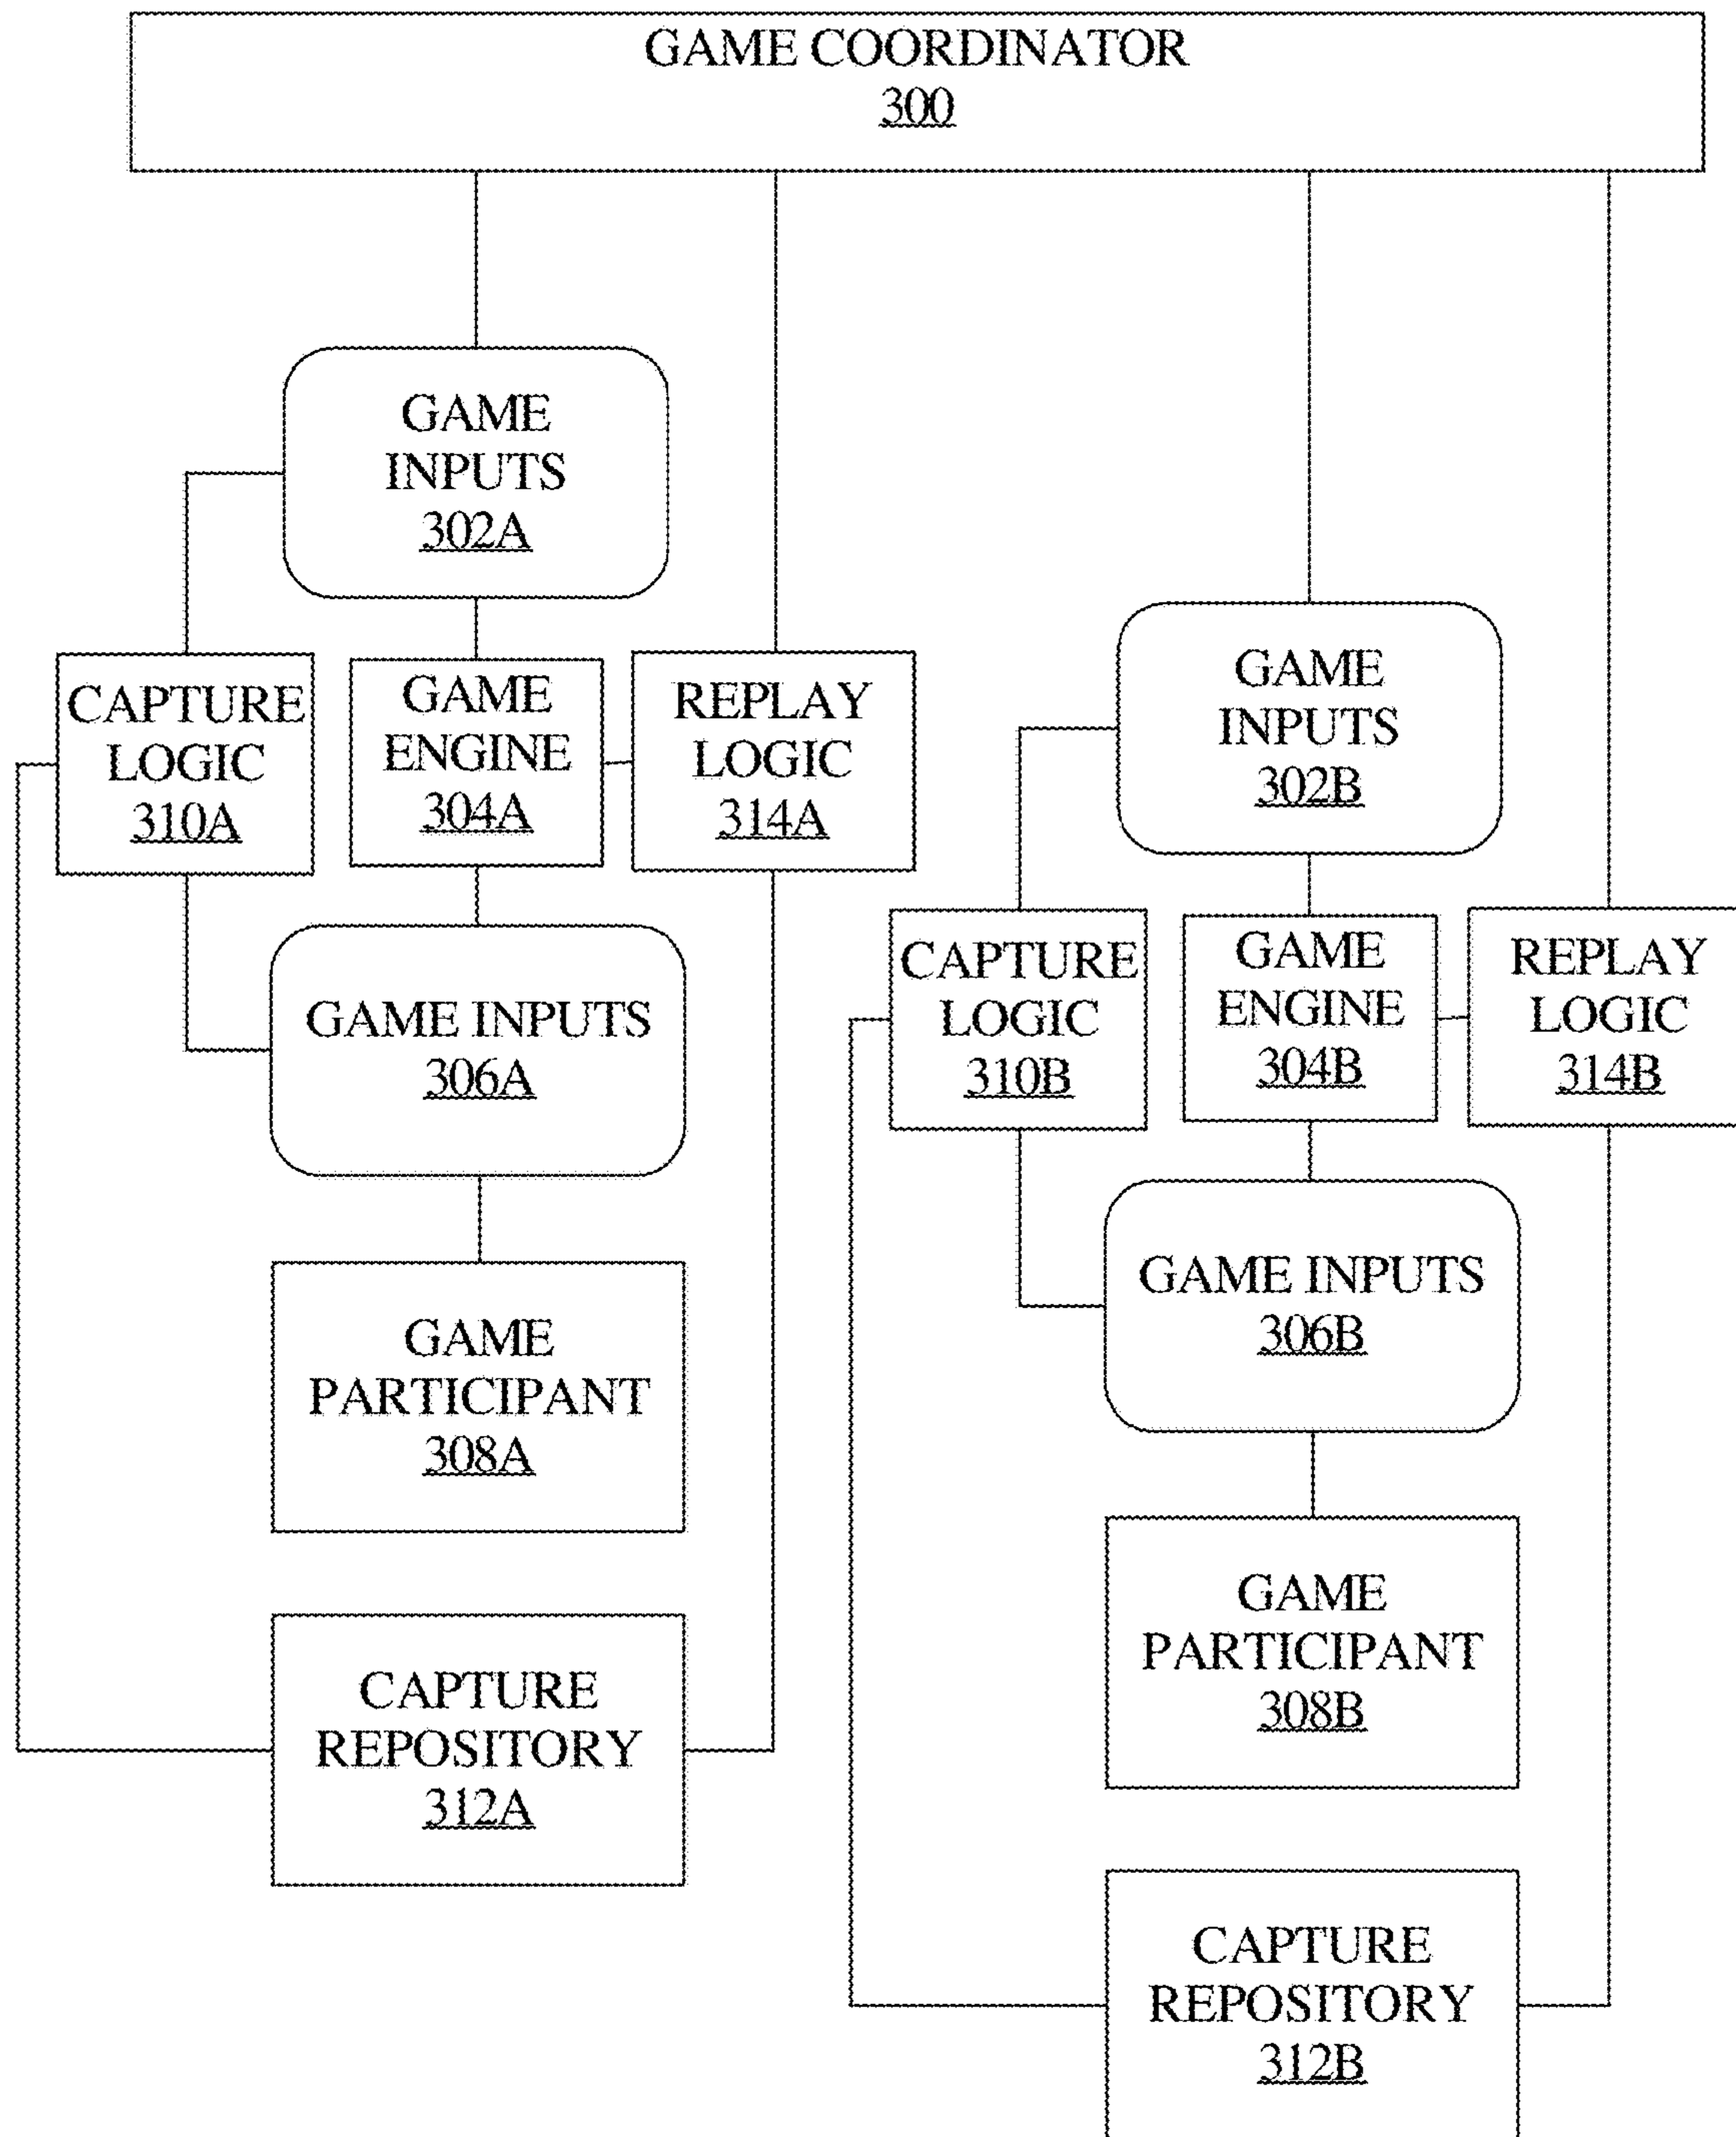 GAME COORDINATOR
300
GAME
INPUTS
302A
CAPTURE
LOGIC
310A
GAME
ENGINE
304A
REPLAY
LOGIC
314A
GAME INPUTS
306A
GAME
PARTICIPANT
308A
CAPTURE
REPOSITORY
312A
GAME
INPUTS
302B
CAPTURE
LOGIC
310B
GAME
ENGINE
304B
REPLAY
LOGIC
314B
GAME INPUTS
306B
GAME
PARTICIPANT
308B
CAPTURE
REPOSITORY
312B